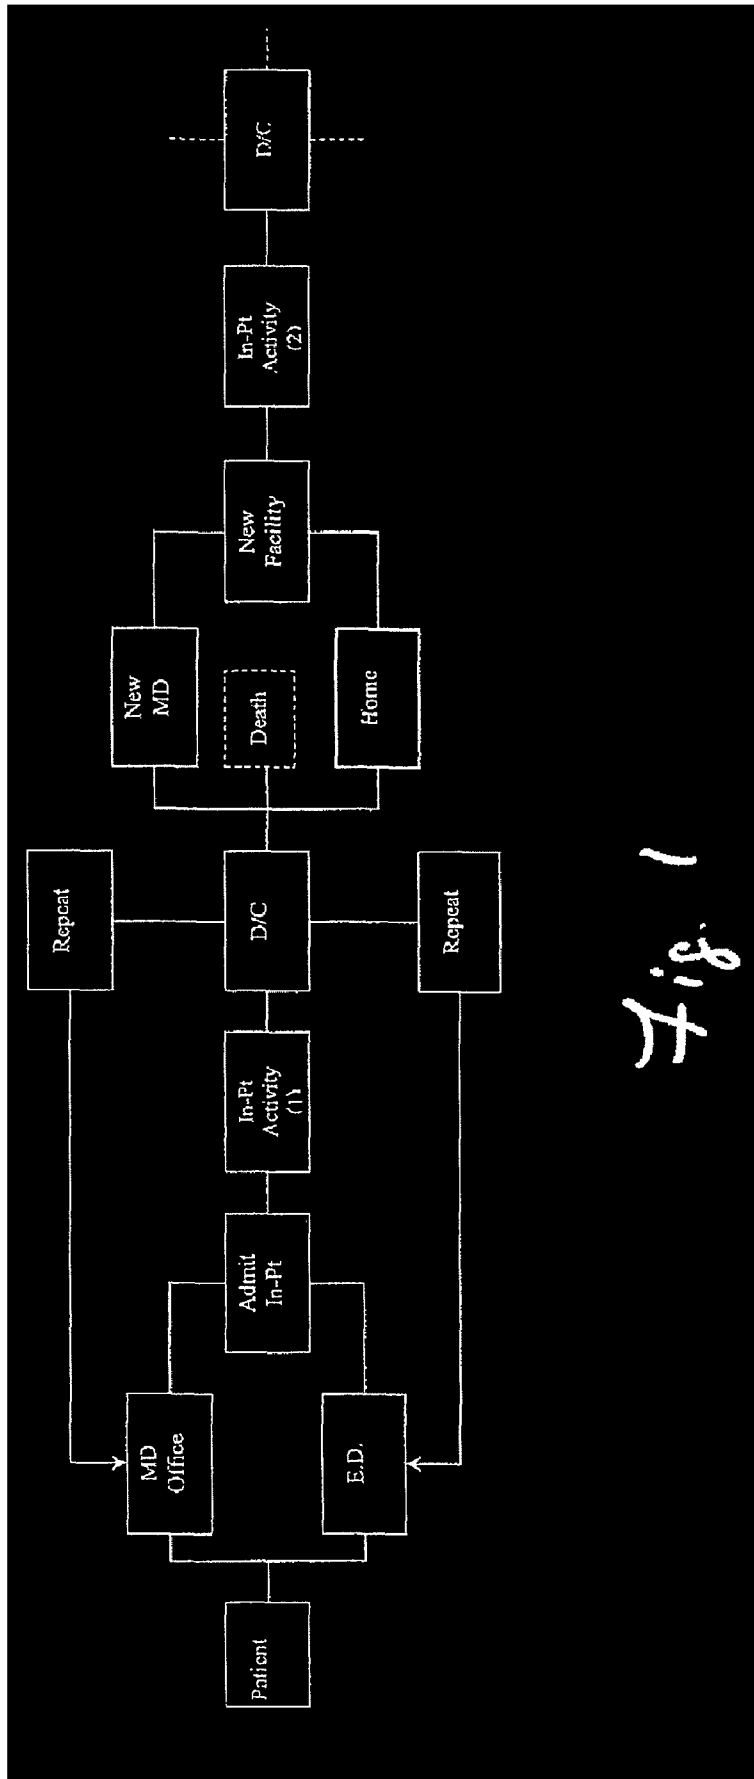 Patient
MD
Office
E.D.
Admit
In-Pt
In-Pt
Activity
(1)
Repeat
D/C
Repeat
New
MD
Death
Home
New
Facility
In-Pt
Activity
(2)
D/C
Fig. 1